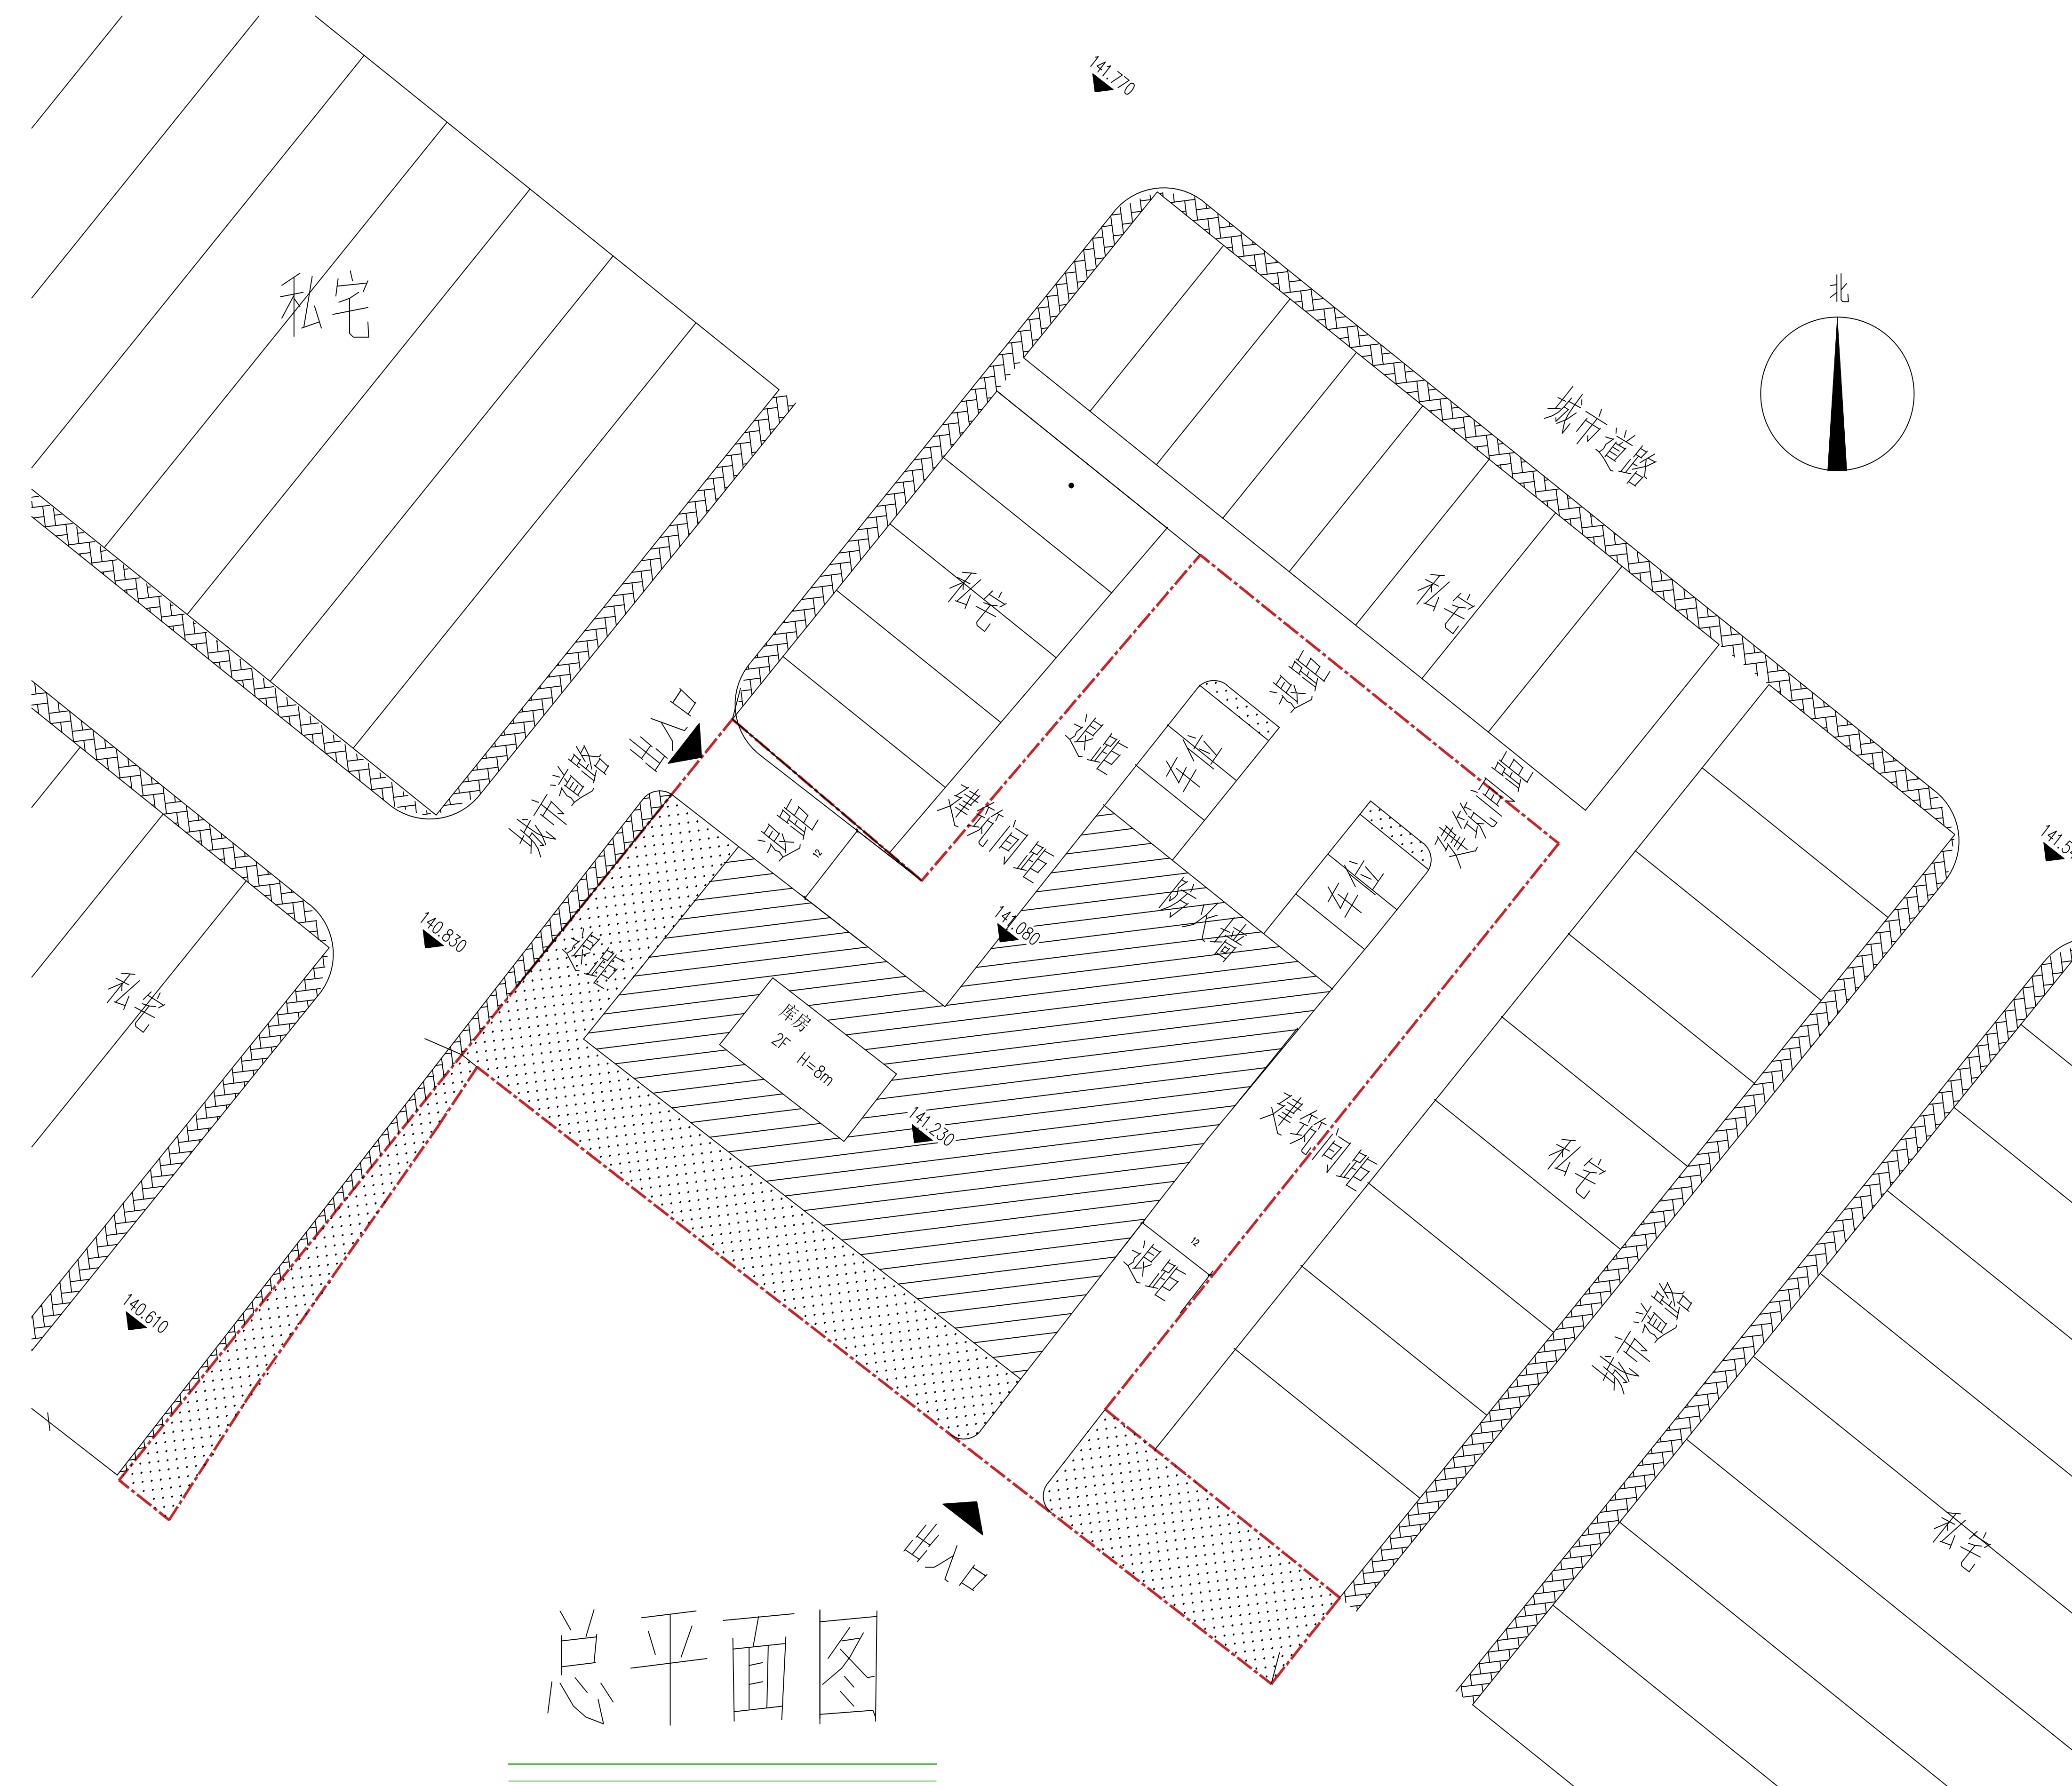 141.770
私宅
北
城市道路
私宅
私宅
退距
出入口
退距
车位
城市道路
建筑间距
退距
12
建筑间距
车位
防火墙
140.830
141.080
退距
私宅
库房
2F H=8m
141.230
建筑间距
私宅
退距
12
140.610
城市道路
私宅
出入口
总平面图